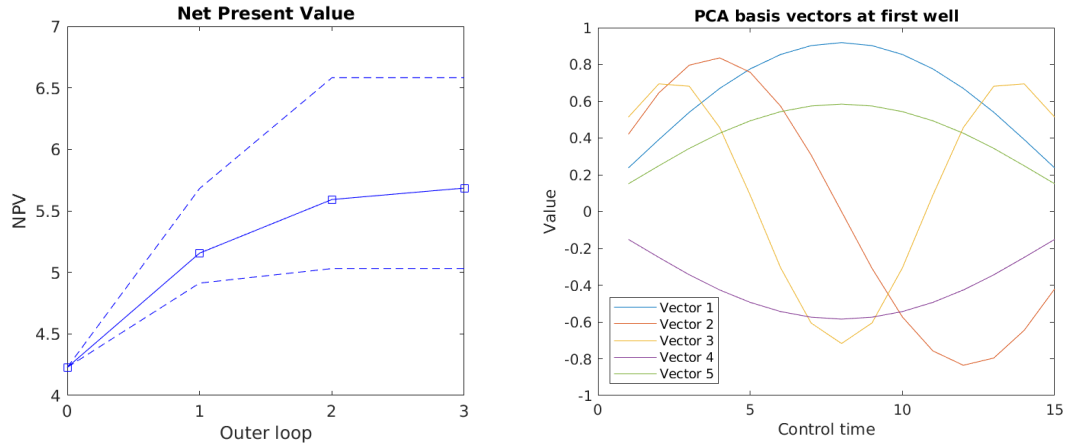 Net Present Value
7
6.5
6
5.5
5
4.5
4
0 1 2 3
NPV
Outer loop
PCA basis vectors at first well
1
0.8
0.6
0.4
0.2
0
-0.2
-0.4
-0.6
-0.8
-1
0 5 10 15
Value
Control time
Vector 1
Vector 2
Vector 3
Vector 4
Vector 5